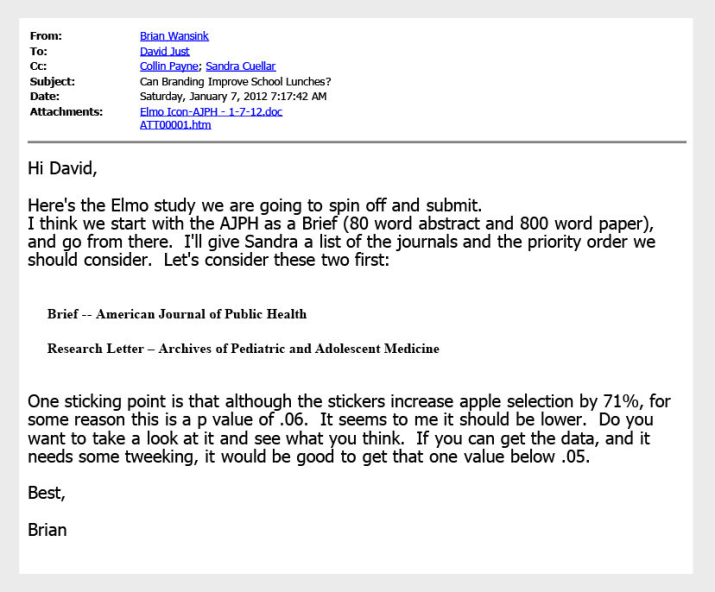 From: Brian Wansink
To: David Just
Cc: Collin Payne; Sandra Cuellar
Subject: Can Branding Improve School Lunches?
Date: Saturday, January 7, 2012 7:17:42 AM
Attachments: Elmo Icon-AJPH - 1-7-12.doc
ATT00001.htm
Hi David,
Here's the Elmo study we are going to spin off and submit.
I think we start with the AJPH as a Brief (80 word abstract and 800 word paper),
and go from there.  I'll give Sandra a list of the journals and the priority order we
should consider.  Let's consider these two first:
Brief -- American Journal of Public Health
Research Letter – Archives of Pediatric and Adolescent Medicine
One sticking point is that although the stickers increase apple selection by 71%, for
some reason this is a p value of .06.  It seems to me it should be lower.  Do you
want to take a look at it and see what you think.  If you can get the data, and it
needs some tweeking, it would be good to get that one value below .05.
Best,
Brian